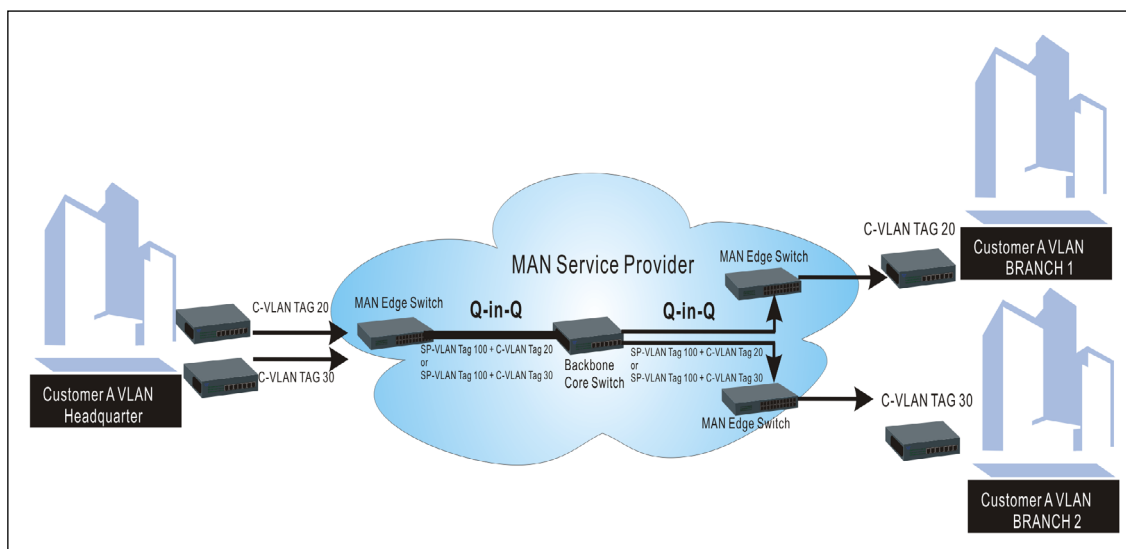 C-VLAN TAG 20
Customer A VLAN
BRANCH 1
MAN Edge Switch
MAN Service Provider
C-VLAN TAG 20
MAN Edge Switch
Q-in-Q
Q-in-Q
SP-VLAN Tag 100 + C-VLAN Tag 20
or
SP-VLAN Tag 100 + C-VLAN Tag 30
Backbone
Core Switch
SP-VLAN Tag 100 + C-VLAN Tag 20
or
SP-VLAN Tag 100 + C-VLAN Tag 30
C-VLAN TAG 30
Customer A VLAN
Headquarter
MAN Edge Switch
C-VLAN TAG 30
Customer A VLAN
BRANCH 2